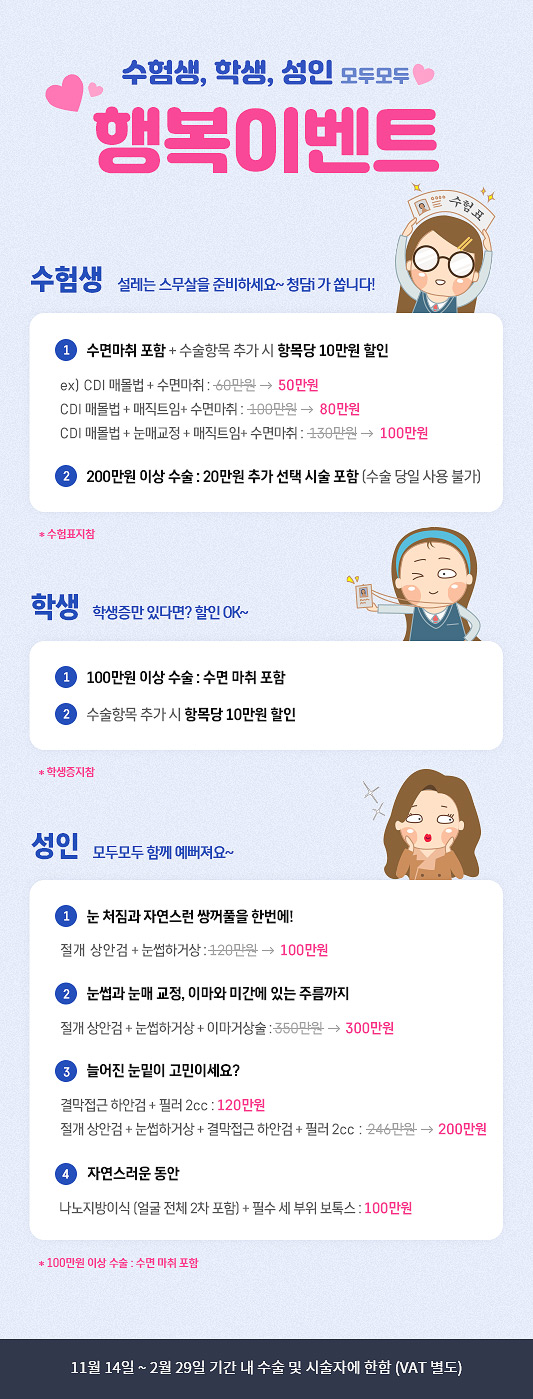 수험생, 학생, 성인 모두모두
행복이벤트
수험표
수험생 설레는 스무살을 준비하세요~ 청담i 가 쏩니다!
1 수면마취 포함 + 수술항목 추가 시 항목당 10만원 할인
ex) CDI 매몰법 + 수면마취 : 60만원 → 50만원
CDI 매몰법 + 매직트임+ 수면마취 : 100만원 → 80만원
CDI 매몰법 + 눈매교정 + 매직트임+ 수면마취 : 130만원 → 100만원
2 200만원 이상 수술 : 20만원 추가 선택 시술 포함 (수술 당일 사용 불가)
* 수험표지참
학생 학생증만 있다면? 할인 OK~
1 100만원 이상 수술 : 수면 마취 포함
2 수술항목 추가 시 항목당 10만원 할인
* 학생증지참
성인 모두모두 함께 예뻐져요~
1 눈 처짐과 자연스런 쌍꺼풀을 한번에!
절개 상안검 + 눈썹하거상 : 120만원 → 100만원
2 눈썹과 눈매 교정, 이마와 미간에 있는 주름까지
절개 상안검 + 눈썹하거상 + 이마거상술 : 350만원 → 300만원
3 늘어진 눈밑이 고민이세요?
결막접근 하안검 + 필러 2cc : 120만원
절개 상안검 + 눈썹하거상 + 결막접근 하안검 + 필러 2cc : 246만원 → 200만원
4 자연스러운 동안
나노지방이식 (얼굴 전체 2차 포함) + 필수 세 부위 보톡스 : 100만원
* 100만원 이상 수술 : 수면 마취 포함
11월 14일 ~ 2월 29일 기간 내 수술 및 시술자에 한함 (VAT 별도)